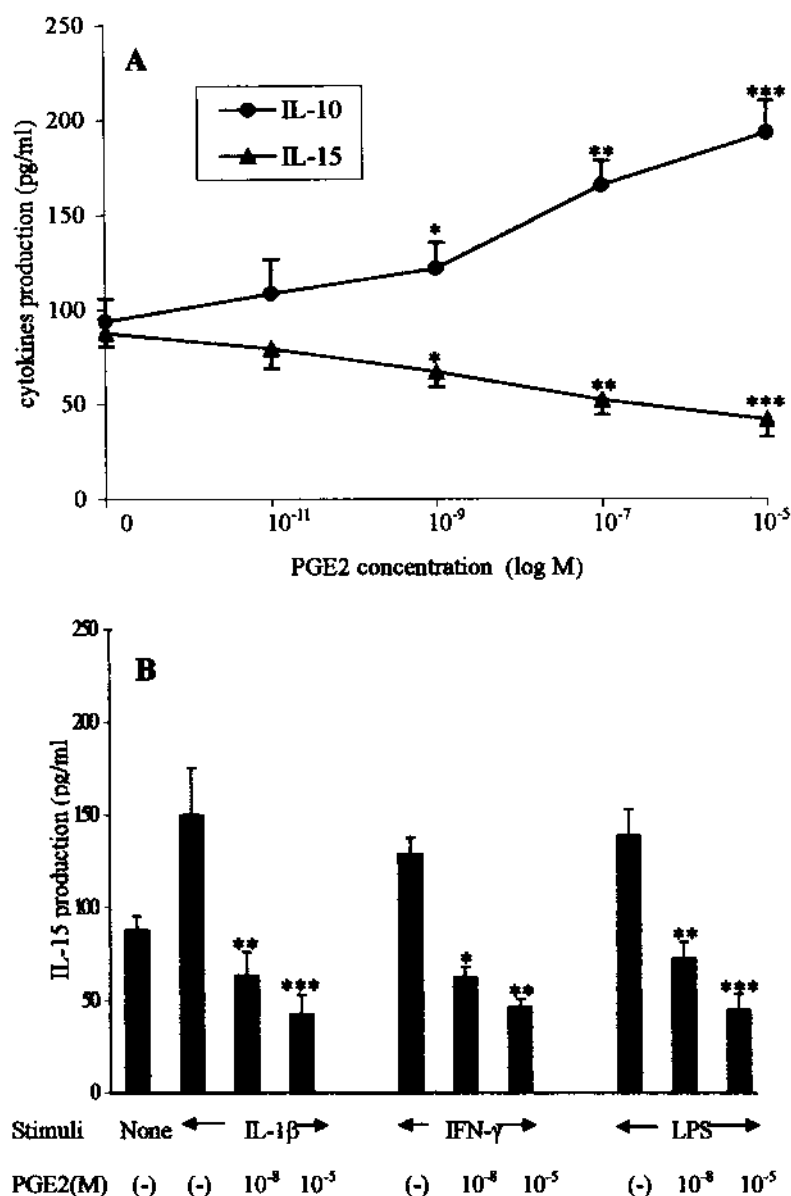 250
A
IL-10
IL-15
200
150
100
50
0
cytokines production (pg/ml)
***
**
*
*
**
***
0 10⁻¹¹ 10⁻⁹ 10⁻⁷ 10⁻⁵
PGE2 concentration (log M)
250
B
200
150
100
50
0
IL-15 production (pg/ml
**
***
*
**
**
***
Stimuli None IL-1β IFN-γ LPS
PGE2(M) (-) (-) 10⁻⁸ 10⁻⁵ (-) 10⁻⁸ 10⁻⁵ (-) 10⁻⁸ 10⁻⁵